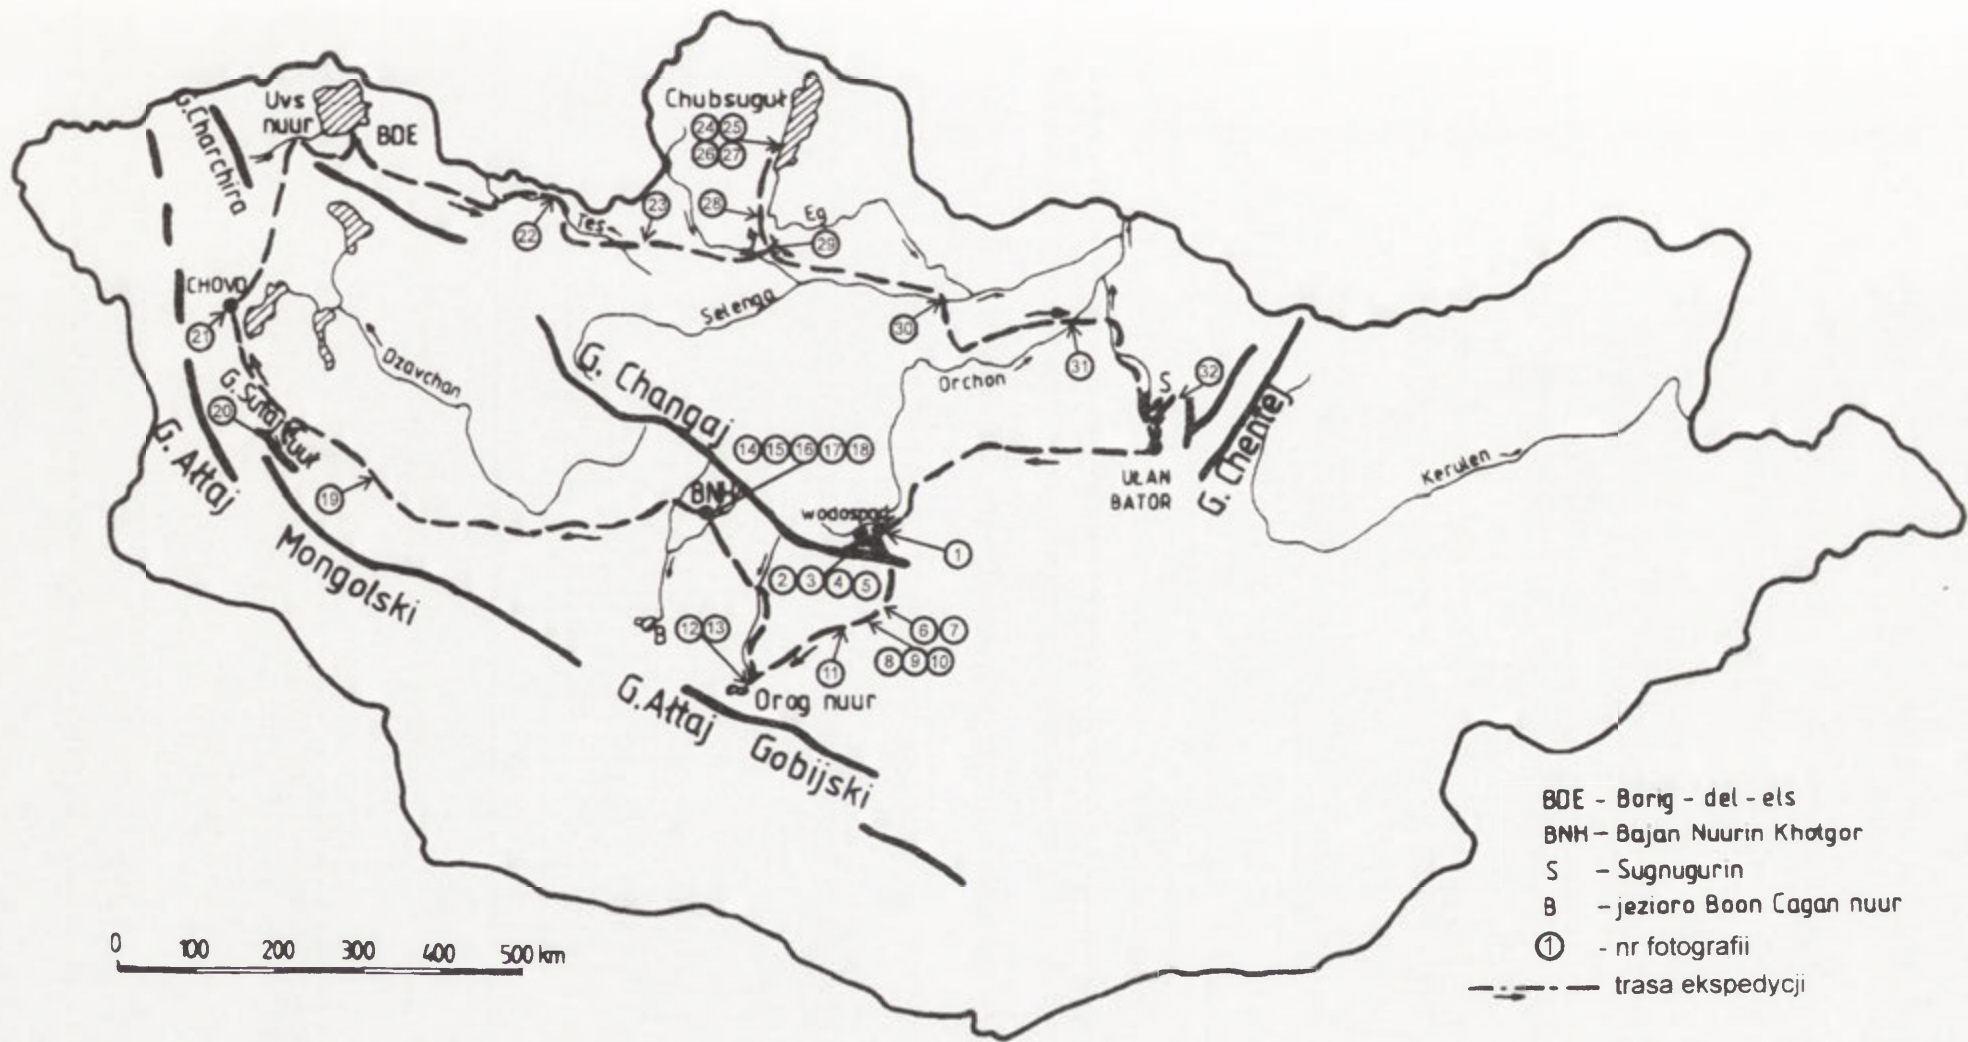 Chubsuguł
24 25
26 27
Uvs
nuur
BDE
G.Charchira
28
23
22
Tes
Eg
29
CHOVD
21
Selenga
30
31
Dzavchan
G. Changaj
Orchon
S
32
20
G.Sutaj
G. Ałtaj
19
14 15 16 17 18
BNH
wodospad
1
UŁAN
BATOR
G. Chentej
Kerulen
Mongolski
2 3 4 5
B
12 13
6 7
8 9 10
11
Orog nuur
G.Ałtaj
Gobijski
BDE - Borig - del - els
BNH - Bajan Nuurin Khotgor
S - Sugnugurin
B - jezioro Boon Cagan nuur
1 - nr fotografii
trasa ekspedycji
0 100 200 300 400 500 km